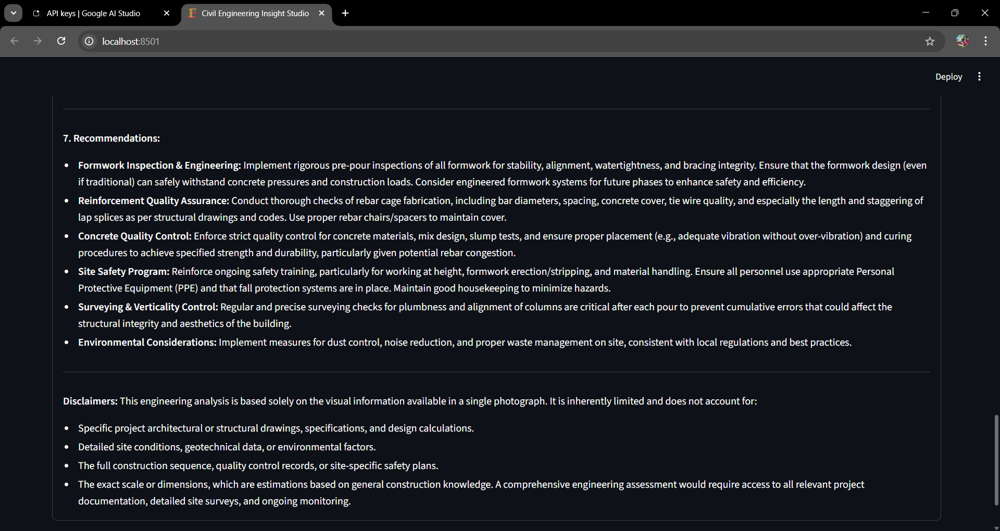 API keys | Google AI Studio
Civil Engineering Insight Studio
localhost:8501
Deploy
7. Recommendations:
Formwork Inspection & Engineering: Implement rigorous pre-pour inspections of all formwork for stability, alignment, watertightness, and bracing integrity. Ensure that the formwork design (even
if traditional) can safely withstand concrete pressures and construction loads. Consider engineered formwork systems for future phases to enhance safety and efficiency.
Reinforcement Quality Assurance: Conduct thorough checks of rebar cage fabrication, including bar diameters, spacing, concrete cover, tie wire quality, and especially the length and staggering of
lap splices as per structural drawings and codes. Use proper rebar chairs/spacers to maintain cover.
Concrete Quality Control: Enforce strict quality control for concrete materials, mix design, slump tests, and ensure proper placement (e.g., adequate vibration without over-vibration) and curing
procedures to achieve specified strength and durability, particularly given potential rebar congestion.
Site Safety Program: Reinforce ongoing safety training, particularly for working at height, formwork erection/stripping, and material handling. Ensure all personnel use appropriate Personal
Protective Equipment (PPE) and that fall protection systems are in place. Maintain good housekeeping to minimize hazards.
Surveying & Verticality Control: Regular and precise surveying checks for plumbness and alignment of columns are critical after each pour to prevent cumulative errors that could affect the
structural integrity and aesthetics of the building.
Environmental Considerations: Implement measures for dust control, noise reduction, and proper waste management on site, consistent with local regulations and best practices.
Disclaimers: This engineering analysis is based solely on the visual information available in a single photograph. It is inherently limited and does not account for:
Specific project architectural or structural drawings, specifications, and design calculations.
Detailed site conditions, geotechnical data, or environmental factors.
The full construction sequence, quality control records, or site-specific safety plans.
The exact scale or dimensions, which are estimations based on general construction knowledge. A comprehensive engineering assessment would require access to all relevant project
documentation, detailed site surveys, and ongoing monitoring.